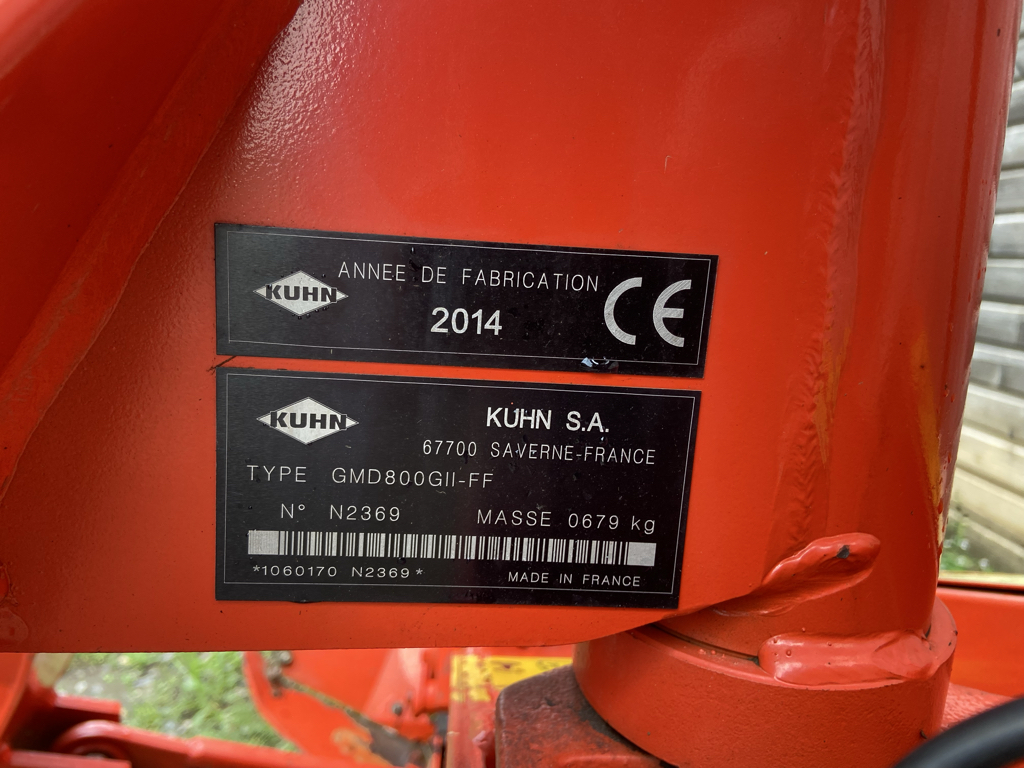 KUHN
ANNEE DE FABRICATION
2014
CE
KUHN
KUHN S.A.
67700 SAVERNE-FRANCE
TYPE GMD800GII-FF
N° N2369 MASSE 0679 kg
*1060170 N2369*
MADE IN FRANCE